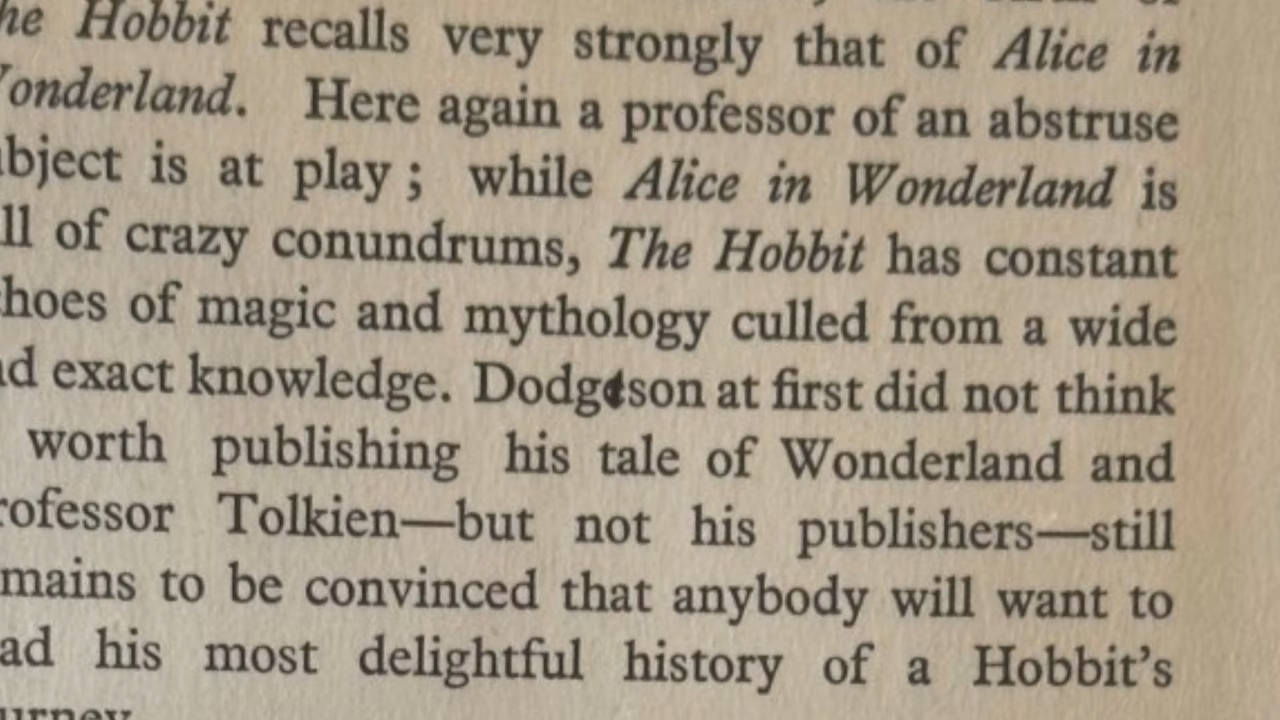 he Hobbit recalls very strongly that of Alice in
onderland. Here again a professor of an abstruse
bject is at play ; while Alice in Wonderland is
ll of crazy conundrums, The Hobbit has constant
hoes of magic and mythology culled from a wide
d exact knowledge. Dodgeson at first did not think
worth publishing his tale of Wonderland and
rofessor Tolkien—but not his publishers—still
mains to be convinced that anybody will want to
ad his most delightful history of a Hobbit's
urney